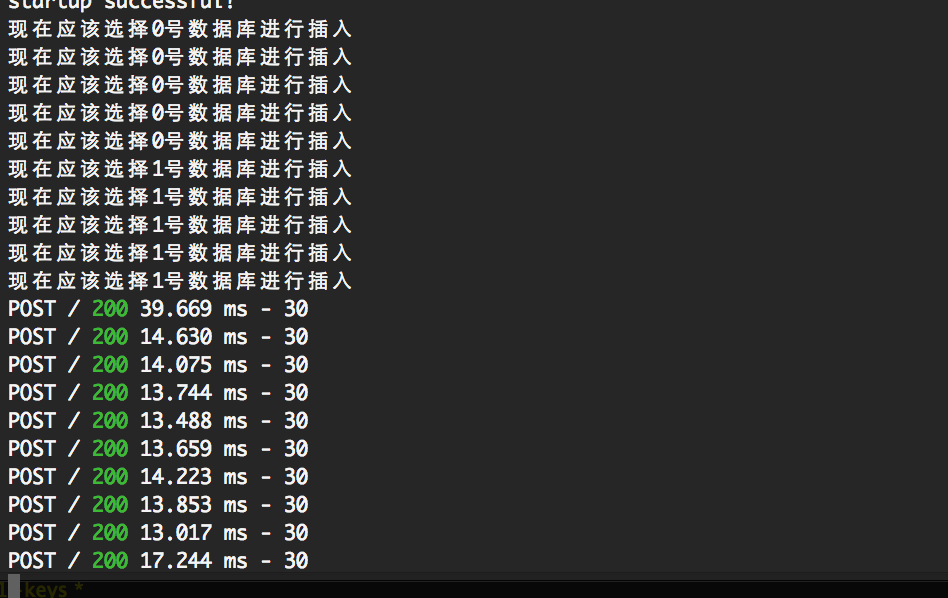 startup successful!
现在应该选择0号数据库进行插入
现在应该选择0号数据库进行插入
现在应该选择0号数据库进行插入
现在应该选择0号数据库进行插入
现在应该选择0号数据库进行插入
现在应该选择1号数据库进行插入
现在应该选择1号数据库进行插入
现在应该选择1号数据库进行插入
现在应该选择1号数据库进行插入
现在应该选择1号数据库进行插入
POST / 200 39.669 ms - 30
POST / 200 14.630 ms - 30
POST / 200 14.075 ms - 30
POST / 200 13.744 ms - 30
POST / 200 13.488 ms - 30
POST / 200 13.659 ms - 30
POST / 200 14.223 ms - 30
POST / 200 13.853 ms - 30
POST / 200 13.017 ms - 30
POST / 200 17.244 ms - 30
keys *